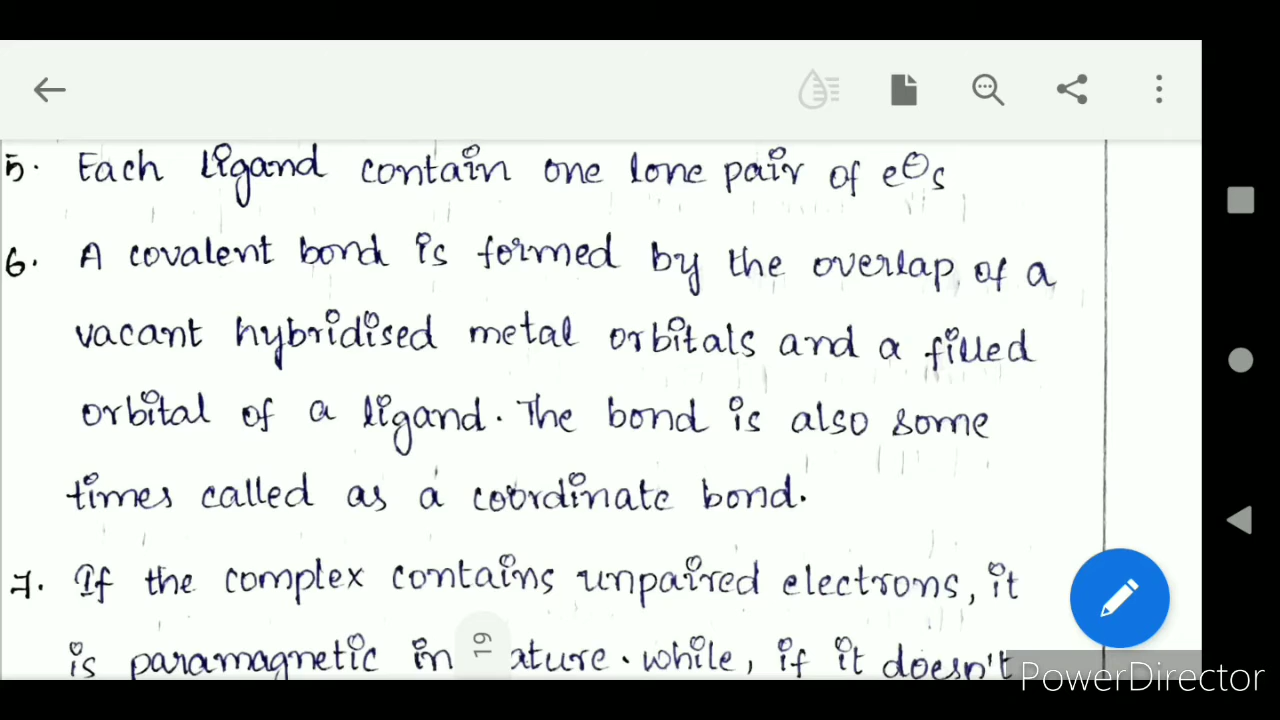 5. Each ligand contain one lone pair of e⊖s
6. A covalent bond is formed by the overlap of a
vacant hybridised metal orbitals and a filled
orbital of a ligand. The bond is also some
times called as a coordinate bond.
7. If the complex contains unpaired electrons, it
is paramagnetic in ature. while, if it doesn't
19
PowerDirector